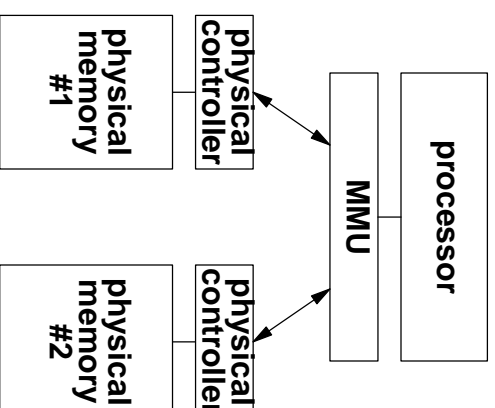 processor
MMU
physical
controller
physical
controller
physical
memory
#1
physical
memory
#2